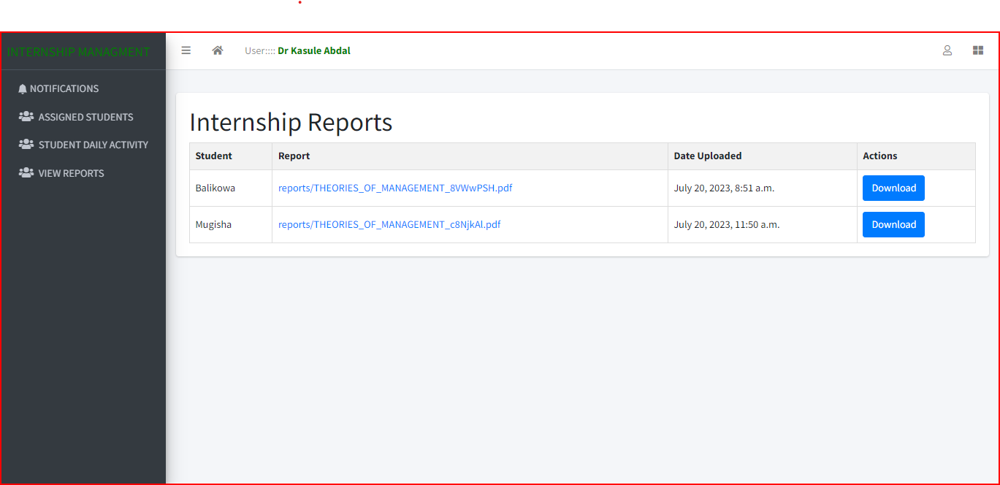 INTERNSHIP MANAGMENT
User:::: Dr Kasule Abdal
NOTIFICATIONS
ASSIGNED STUDENTS
STUDENT DAILY ACTIVITY
VIEW REPORTS
Internship Reports
Student Report Date Uploaded Actions
Balikowa reports/THEORIES_OF_MANAGEMENT_8VWwPSH.pdf July 20, 2023, 8:51 a.m. Download
Mugisha reports/THEORIES_OF_MANAGEMENT_c8NjkAl.pdf July 20, 2023, 11:50 a.m. Download